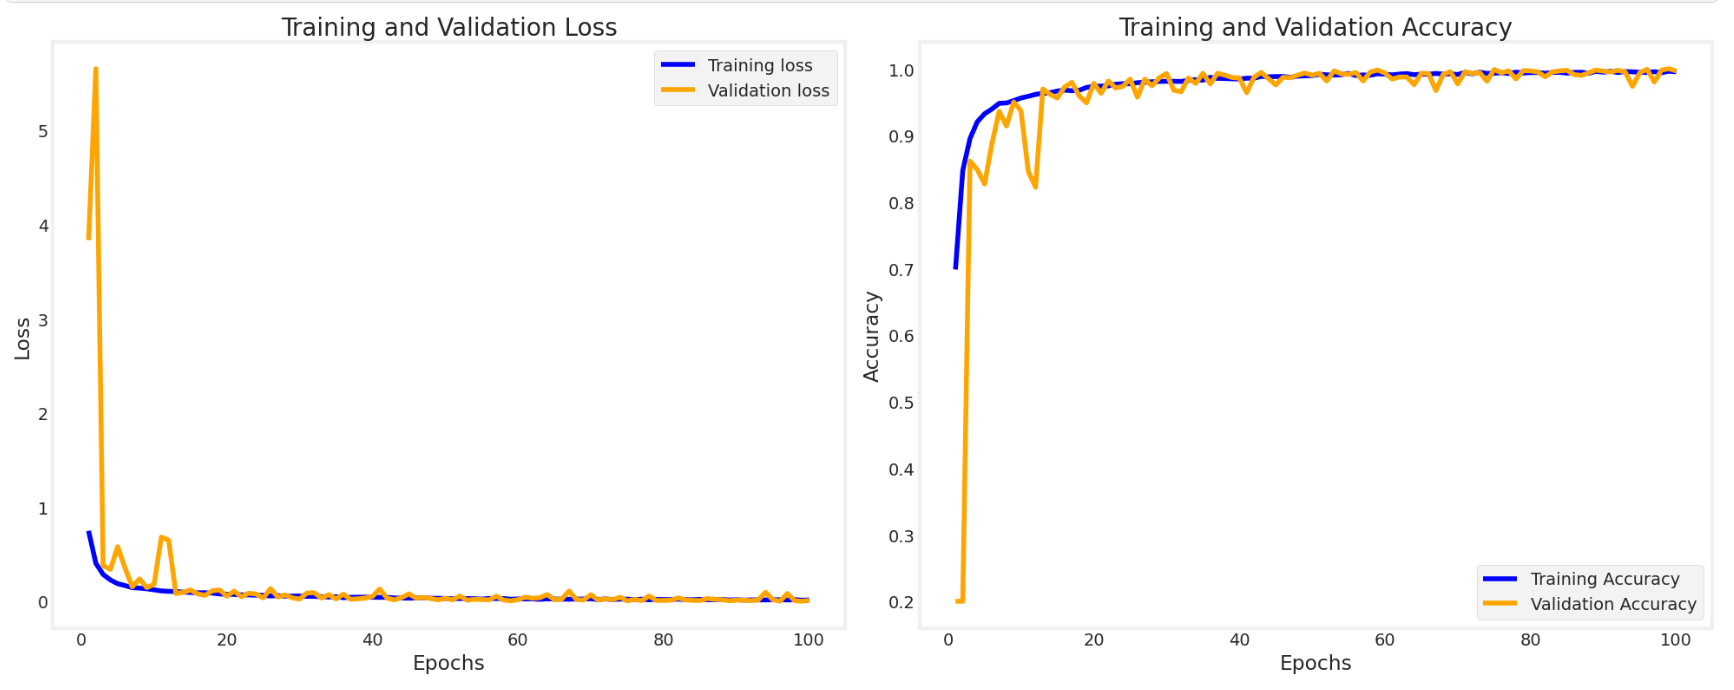 Training and Validation Loss
Training loss
Validation loss
5
4
3
2
1
0
Loss
0 20 40 60 80 100
Epochs
Training and Validation Accuracy
1.0
0.9
0.8
0.7
0.6
0.5
0.4
0.3
0.2
Accuracy
Training Accuracy
Validation Accuracy
0 20 40 60 80 100
Epochs